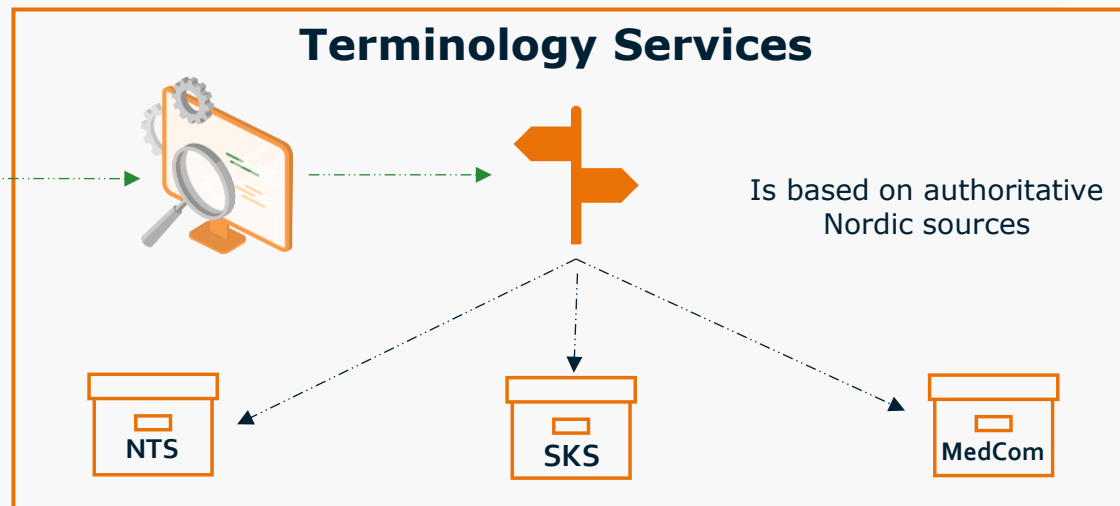 Terminology Services
Is based on authoritative
Nordic sources
NTS
SKS
MedCom